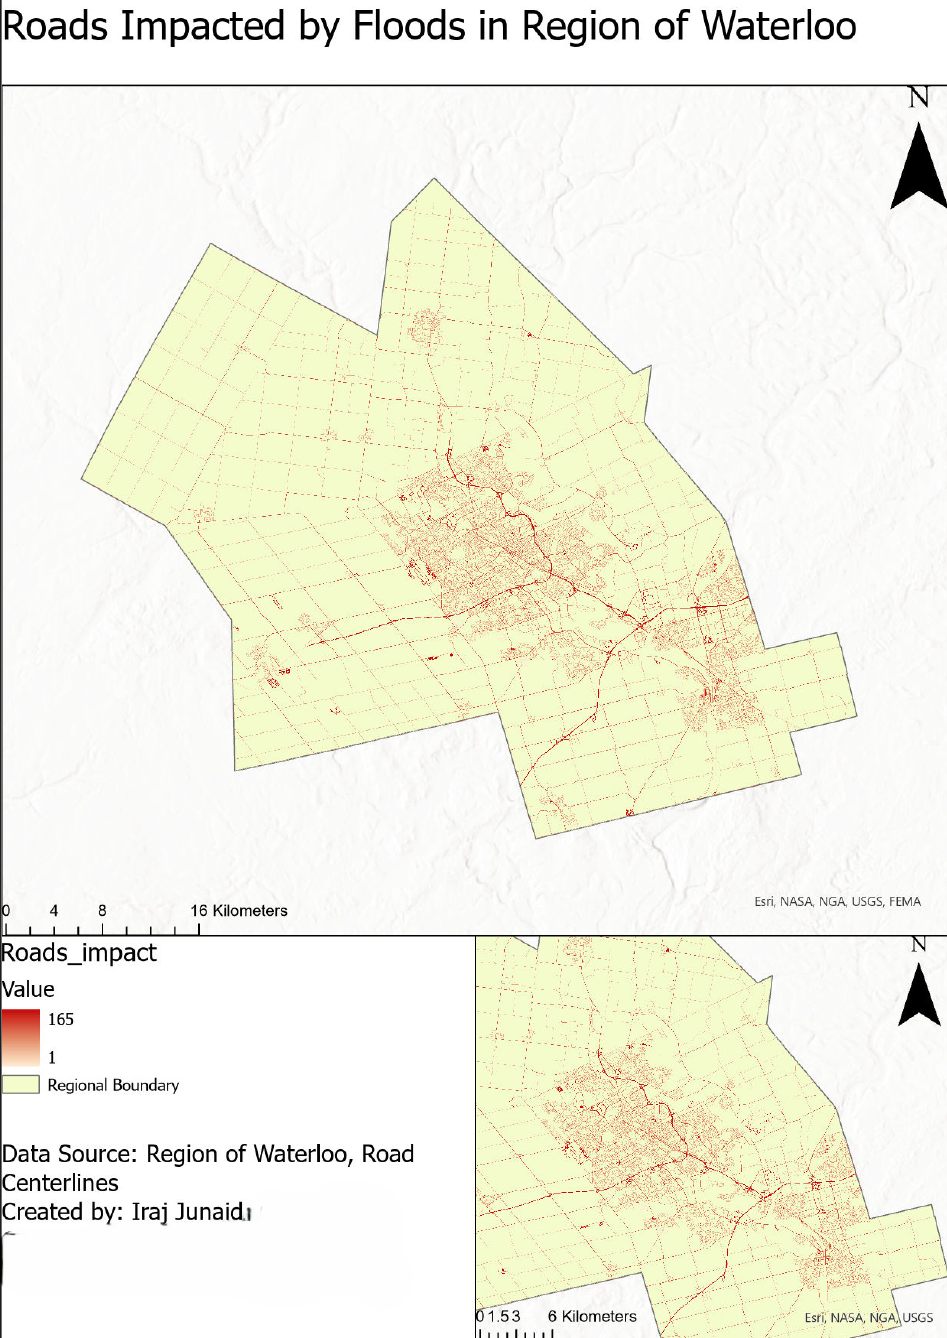 Roads Impacted by Floods in Region of Waterloo
N
0 4 8 16 Kilometers
Esri, NASA, NGA, USGS, FEMA
Roads_impact
Value
165
1
Regional Boundary
Data Source: Region of Waterloo, Road
Centerlines
Created by: Iraj Junaid
N
0 1.5 3 6 Kilometers
Esri, NASA, NGA, USGS